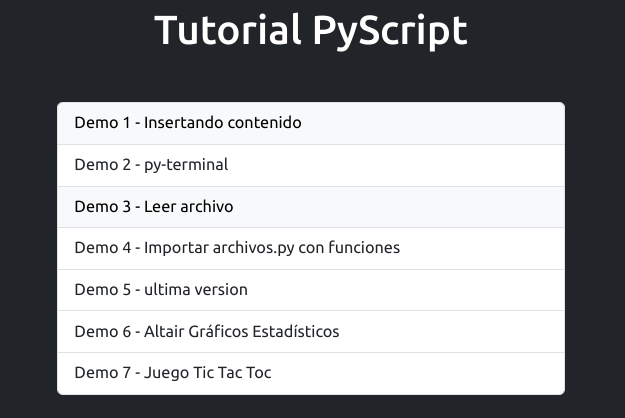 Tutorial PyScript
Demo 1 - Insertando contenido
Demo 2 - py-terminal
Demo 3 - Leer archivo
Demo 4 - Importar archivos.py con funciones
Demo 5 - ultima version
Demo 6 - Altair Gráficos Estadísticos
Demo 7 - Juego Tic Tac Toc